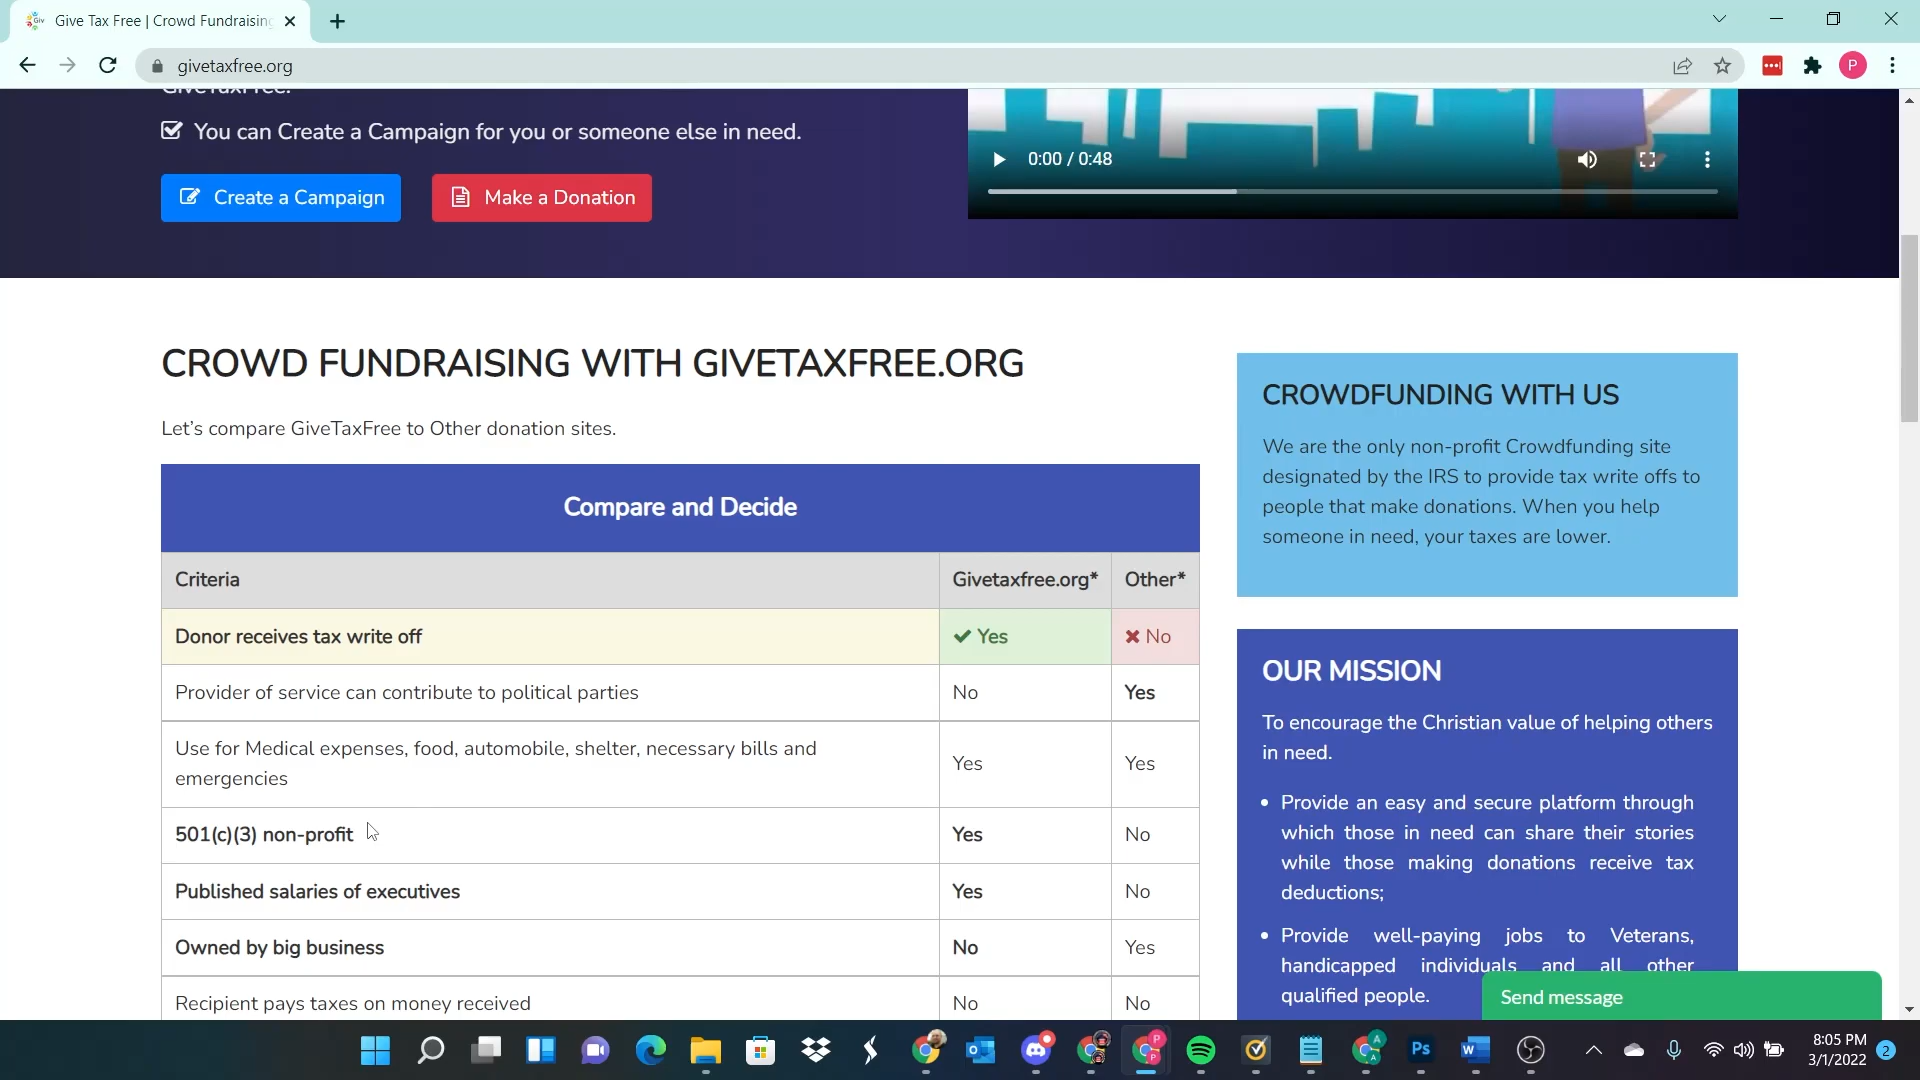 Give Tax Free | Crowd Fundraising
givetaxfree.org
P
GiveTaxFree.
You can Create a Campaign for you or someone else in need.
Create a Campaign
Make a Donation
0:00 / 0:48
CROWD FUNDRAISING WITH GIVETAXFREE.ORG
Let's compare GiveTaxFree to Other donation sites.
Compare and Decide
Criteria Givetaxfree.org* Other*
Donor receives tax write off Yes No
Provider of service can contribute to political parties No Yes
Use for Medical expenses, food, automobile, shelter, necessary bills and
emergencies Yes Yes
501(c)(3) non-profit Yes No
Published salaries of executives Yes No
Owned by big business No Yes
Recipient pays taxes on money received No No
CROWDFUNDING WITH US
We are the only non-profit Crowdfunding site
designated by the IRS to provide tax write offs to
people that make donations. When you help
someone in need, your taxes are lower.
OUR MISSION
To encourage the Christian value of helping others
in need.
Provide an easy and secure platform through
which those in need can share their stories
while those making donations receive tax
deductions;
Provide well-paying jobs to Veterans,
handicapped individuals and all other
qualified people.
Send message
8:05 PM
3/1/2022
2